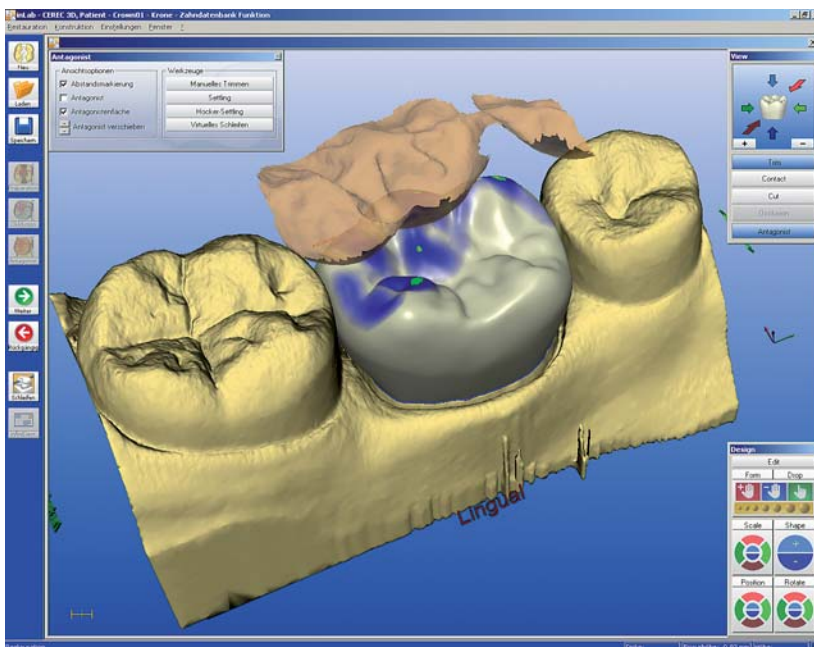 inLab - CEREC 3D, Patient - Crown01 - Krone - Zahndatenbank Funktion
Restauration Konstruktion Einstellungen Fenster ?
Neu
Laden
Speichern
Weiter
Rückgängig
Schleifen
Antagonist
Ansichtsoptionen
Abstandsmarkierung
Antagonist
Antagonistenfläche
Antagonist verschieben
Werkzeuge
Manuelles Trimmen
Settling
Höcker-Settling
Virtuelles Schleifen
View
+ -
Trim
Contact
Cut
Antagonist
Lingual
Design
Edit
Form Drop
Scale Shape
Position Rotate